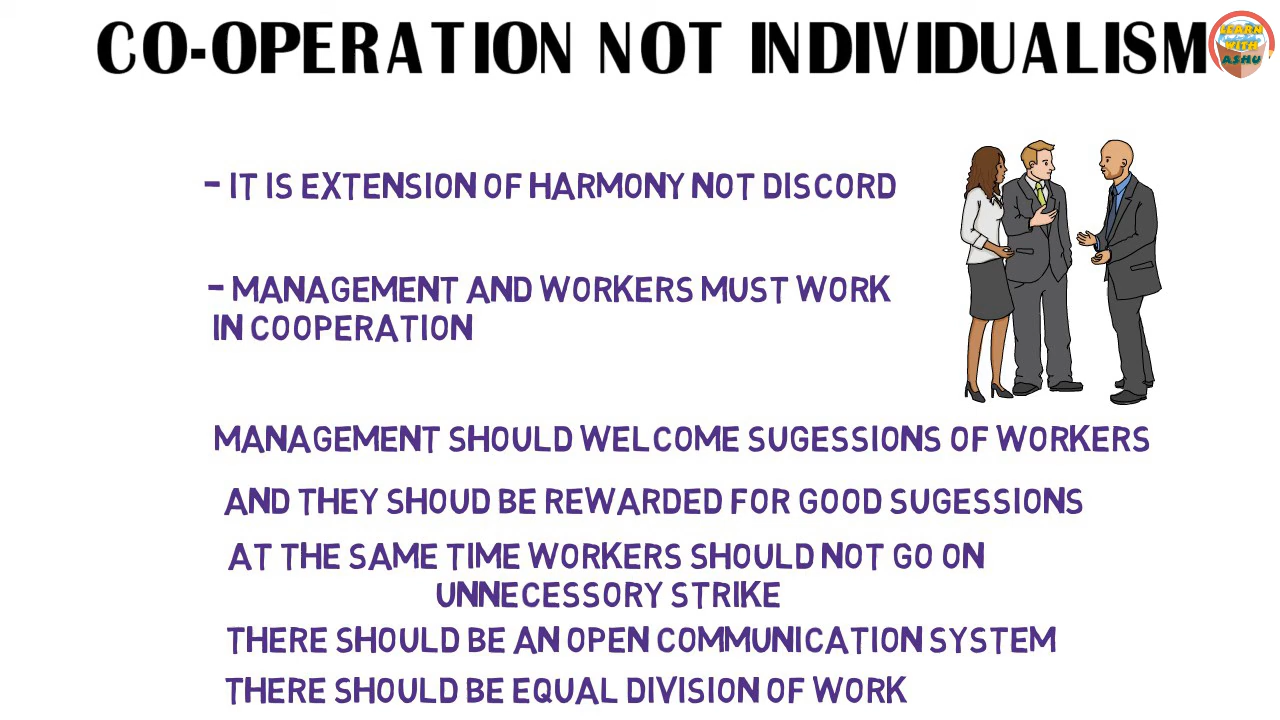 CO-OPERATION NOT INDIVIDUALISM
LEARN
WITH
ASHU
- IT IS EXTENSION OF HARMONY NOT DISCORD
- MANAGEMENT AND WORKERS MUST WORK
IN COOPERATION
MANAGEMENT SHOULD WELCOME SUGESSIONS OF WORKERS
AND THEY SHOUD BE REWARDED FOR GOOD SUGESSIONS
AT THE SAME TIME WORKERS SHOULD NOT GO ON
UNNECESSORY STRIKE
THERE SHOULD BE AN OPEN COMMUNICATION SYSTEM
THERE SHOULD BE EQUAL DIVISION OF WORK